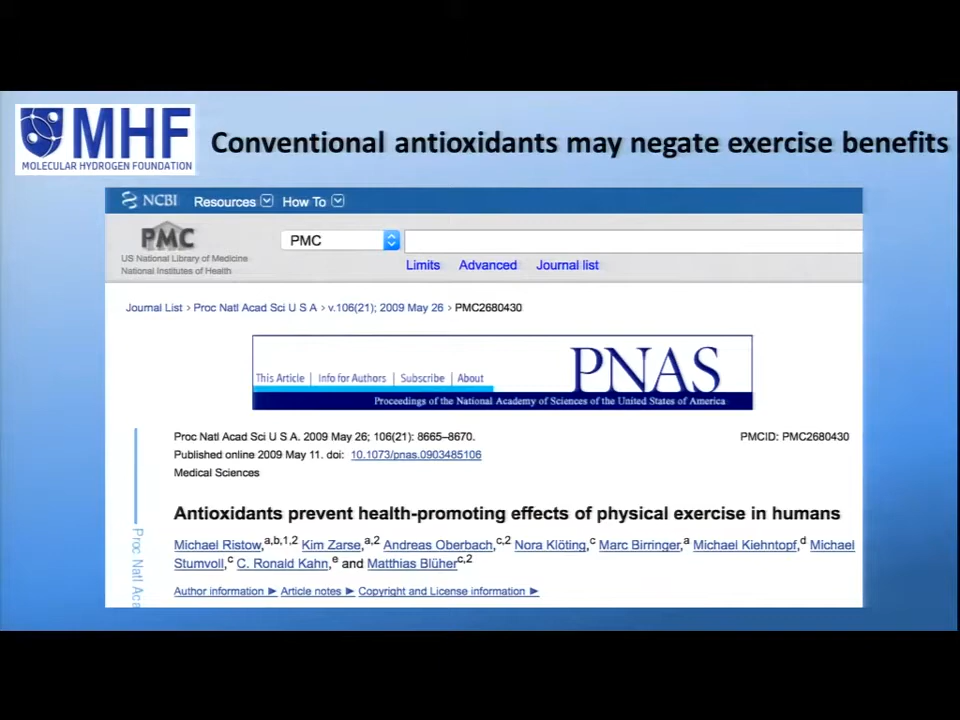 MHF
MOLECULAR HYDROGEN FOUNDATION
Conventional antioxidants may negate exercise benefits
NCBI Resources How To
PMC
US National Library of Medicine
National Institutes of Health
PMC
Limits Advanced Journal list
Journal List > Proc Natl Acad Sci U S A > v.106(21); 2009 May 26 > PMC2680430
PNAS
This Article | Info for Authors | Subscribe | About
Proceedings of the National Academy of Sciences of the United States of America
Proc Natl Acad Sci U S A. 2009 May 26; 106(21): 8665–8670. PMCID: PMC2680430
Published online 2009 May 11. doi: 10.1073/pnas.0903485106
Medical Sciences
Antioxidants prevent health-promoting effects of physical exercise in humans
Michael Ristow,a,b,1,2 Kim Zarse,a,2 Andreas Oberbach,c,2 Nora Klöting,c Marc Birringer,a Michael Kiehntopf,d Michael
Stumvoll,c C. Ronald Kahn,e and Matthias Blüherc,2
Author information ► Article notes ► Copyright and License information ►
Proc Natl Aca